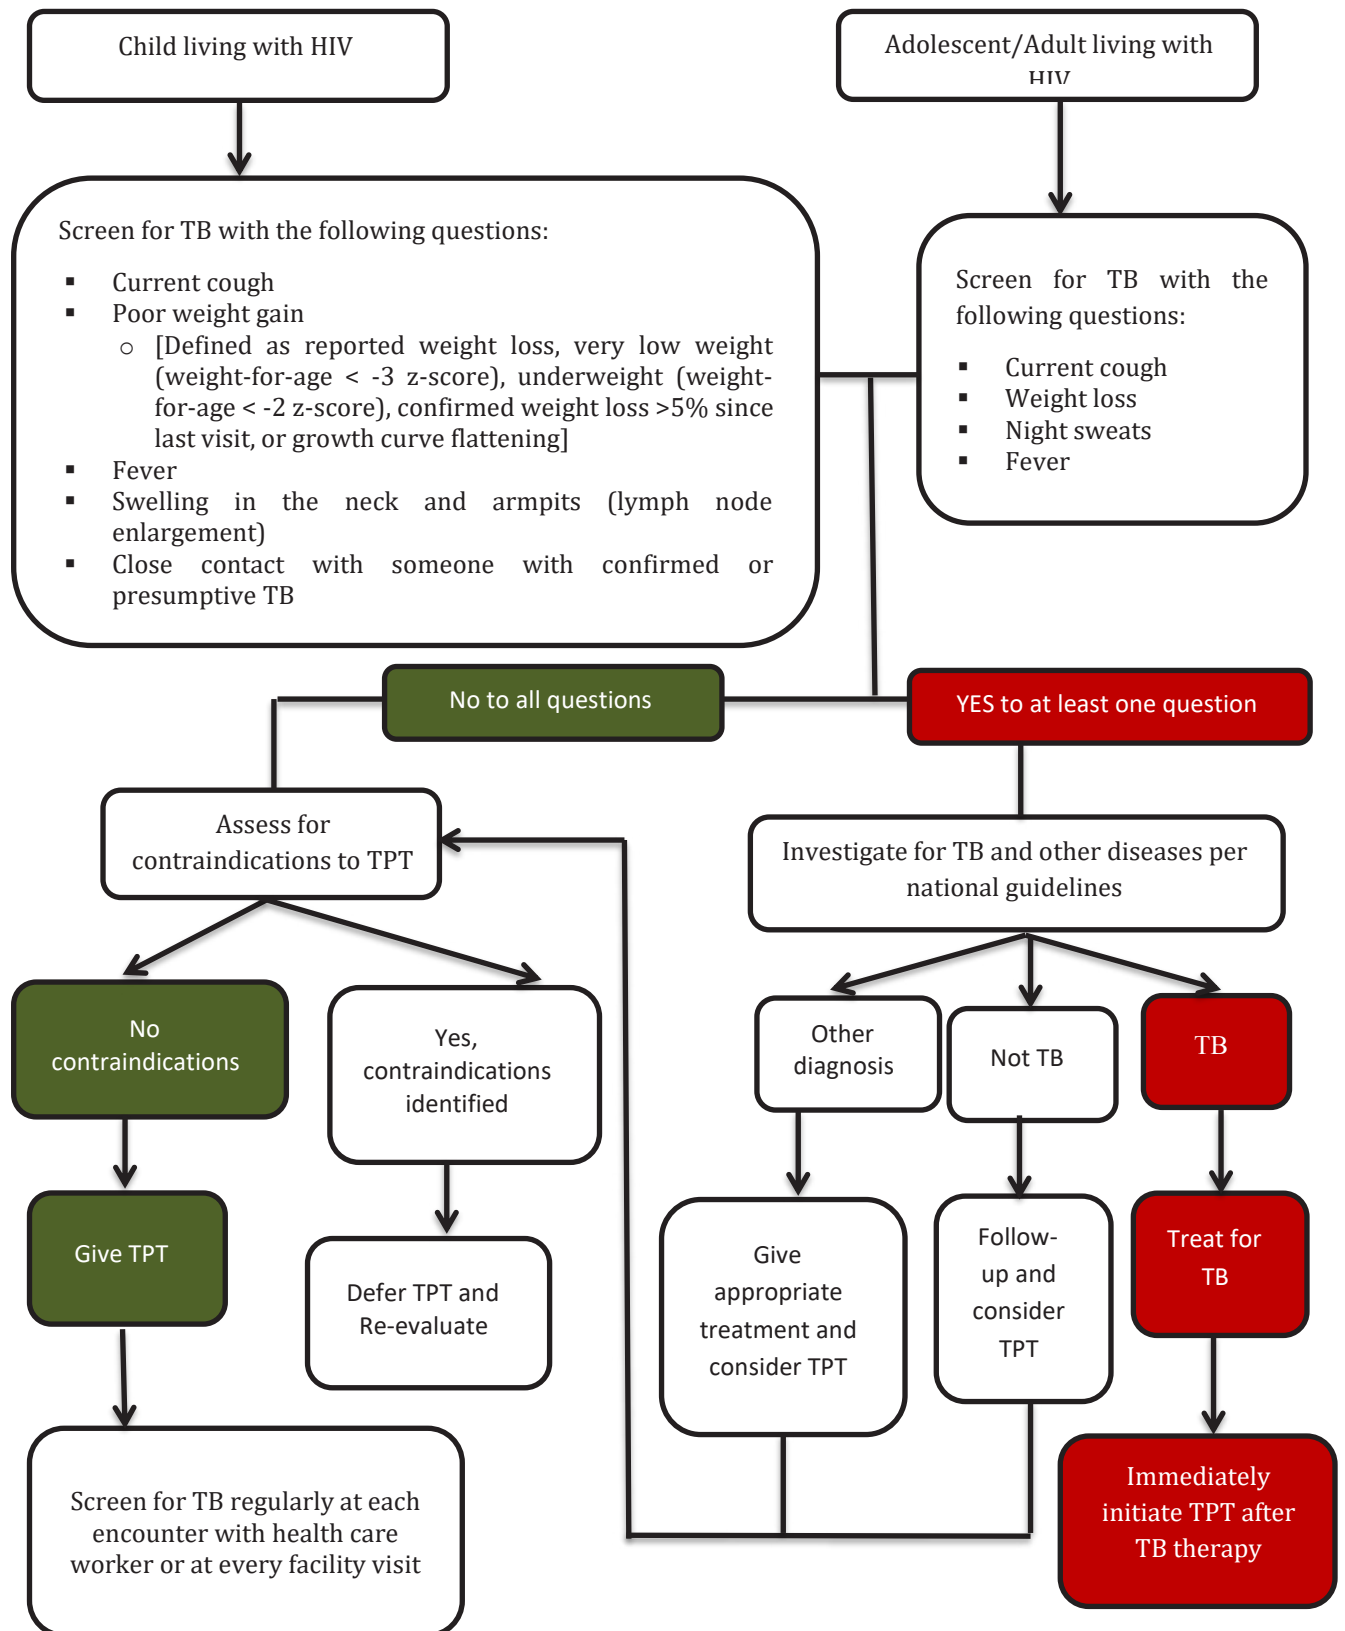 Child living with HIV
Adolescent/Adult living with
HIV
Screen for TB with the following questions:
▪ Current cough
▪ Poor weight gain
o [Defined as reported weight loss, very low weight
(weight-for-age < -3 z-score), underweight (weight-
for-age < -2 z-score), confirmed weight loss >5% since
last visit, or growth curve flattening]
▪ Fever
▪ Swelling in the neck and armpits (lymph node
enlargement)
▪ Close contact with someone with confirmed or
presumptive TB
Screen for TB with the
following questions:
▪ Current cough
▪ Weight loss
▪ Night sweats
▪ Fever
No to all questions
YES to at least one question
Assess for
contraindications to TPT
Investigate for TB and other diseases per
national guidelines
No
contraindications
Yes,
contraindications
identified
Other
diagnosis
Not TB
TB
Give TPT
Defer TPT and
Re-evaluate
Give
appropriate
treatment and
consider TPT
Follow-
up and
consider
TPT
Treat for
TB
Screen for TB regularly at each
encounter with health care
worker or at every facility visit
Immediately
initiate TPT after
TB therapy